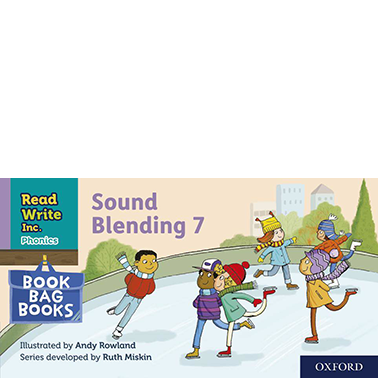 Read
Write
Inc.
Phonics
BOOK
BAG
BOOKS
Sound
Blending 7
Illustrated by Andy Rowland
Series developed by Ruth Miskin
OXFORD